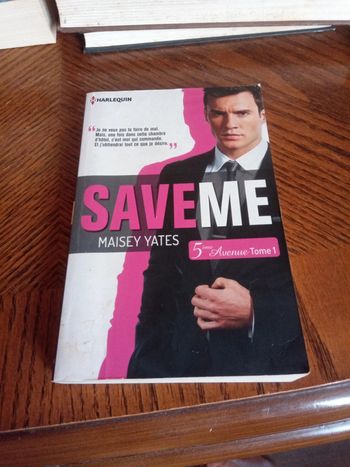 HARLEQUIN
“Je ne veux pas te faire de mal.
Mais, une fois dans cette chambre
d'hôtel, c'est moi qui commande.
Et j'obtiendrai tout ce que je désire.”
SAVEME
MAISEY YATES
5ème Avenue • Tome 1